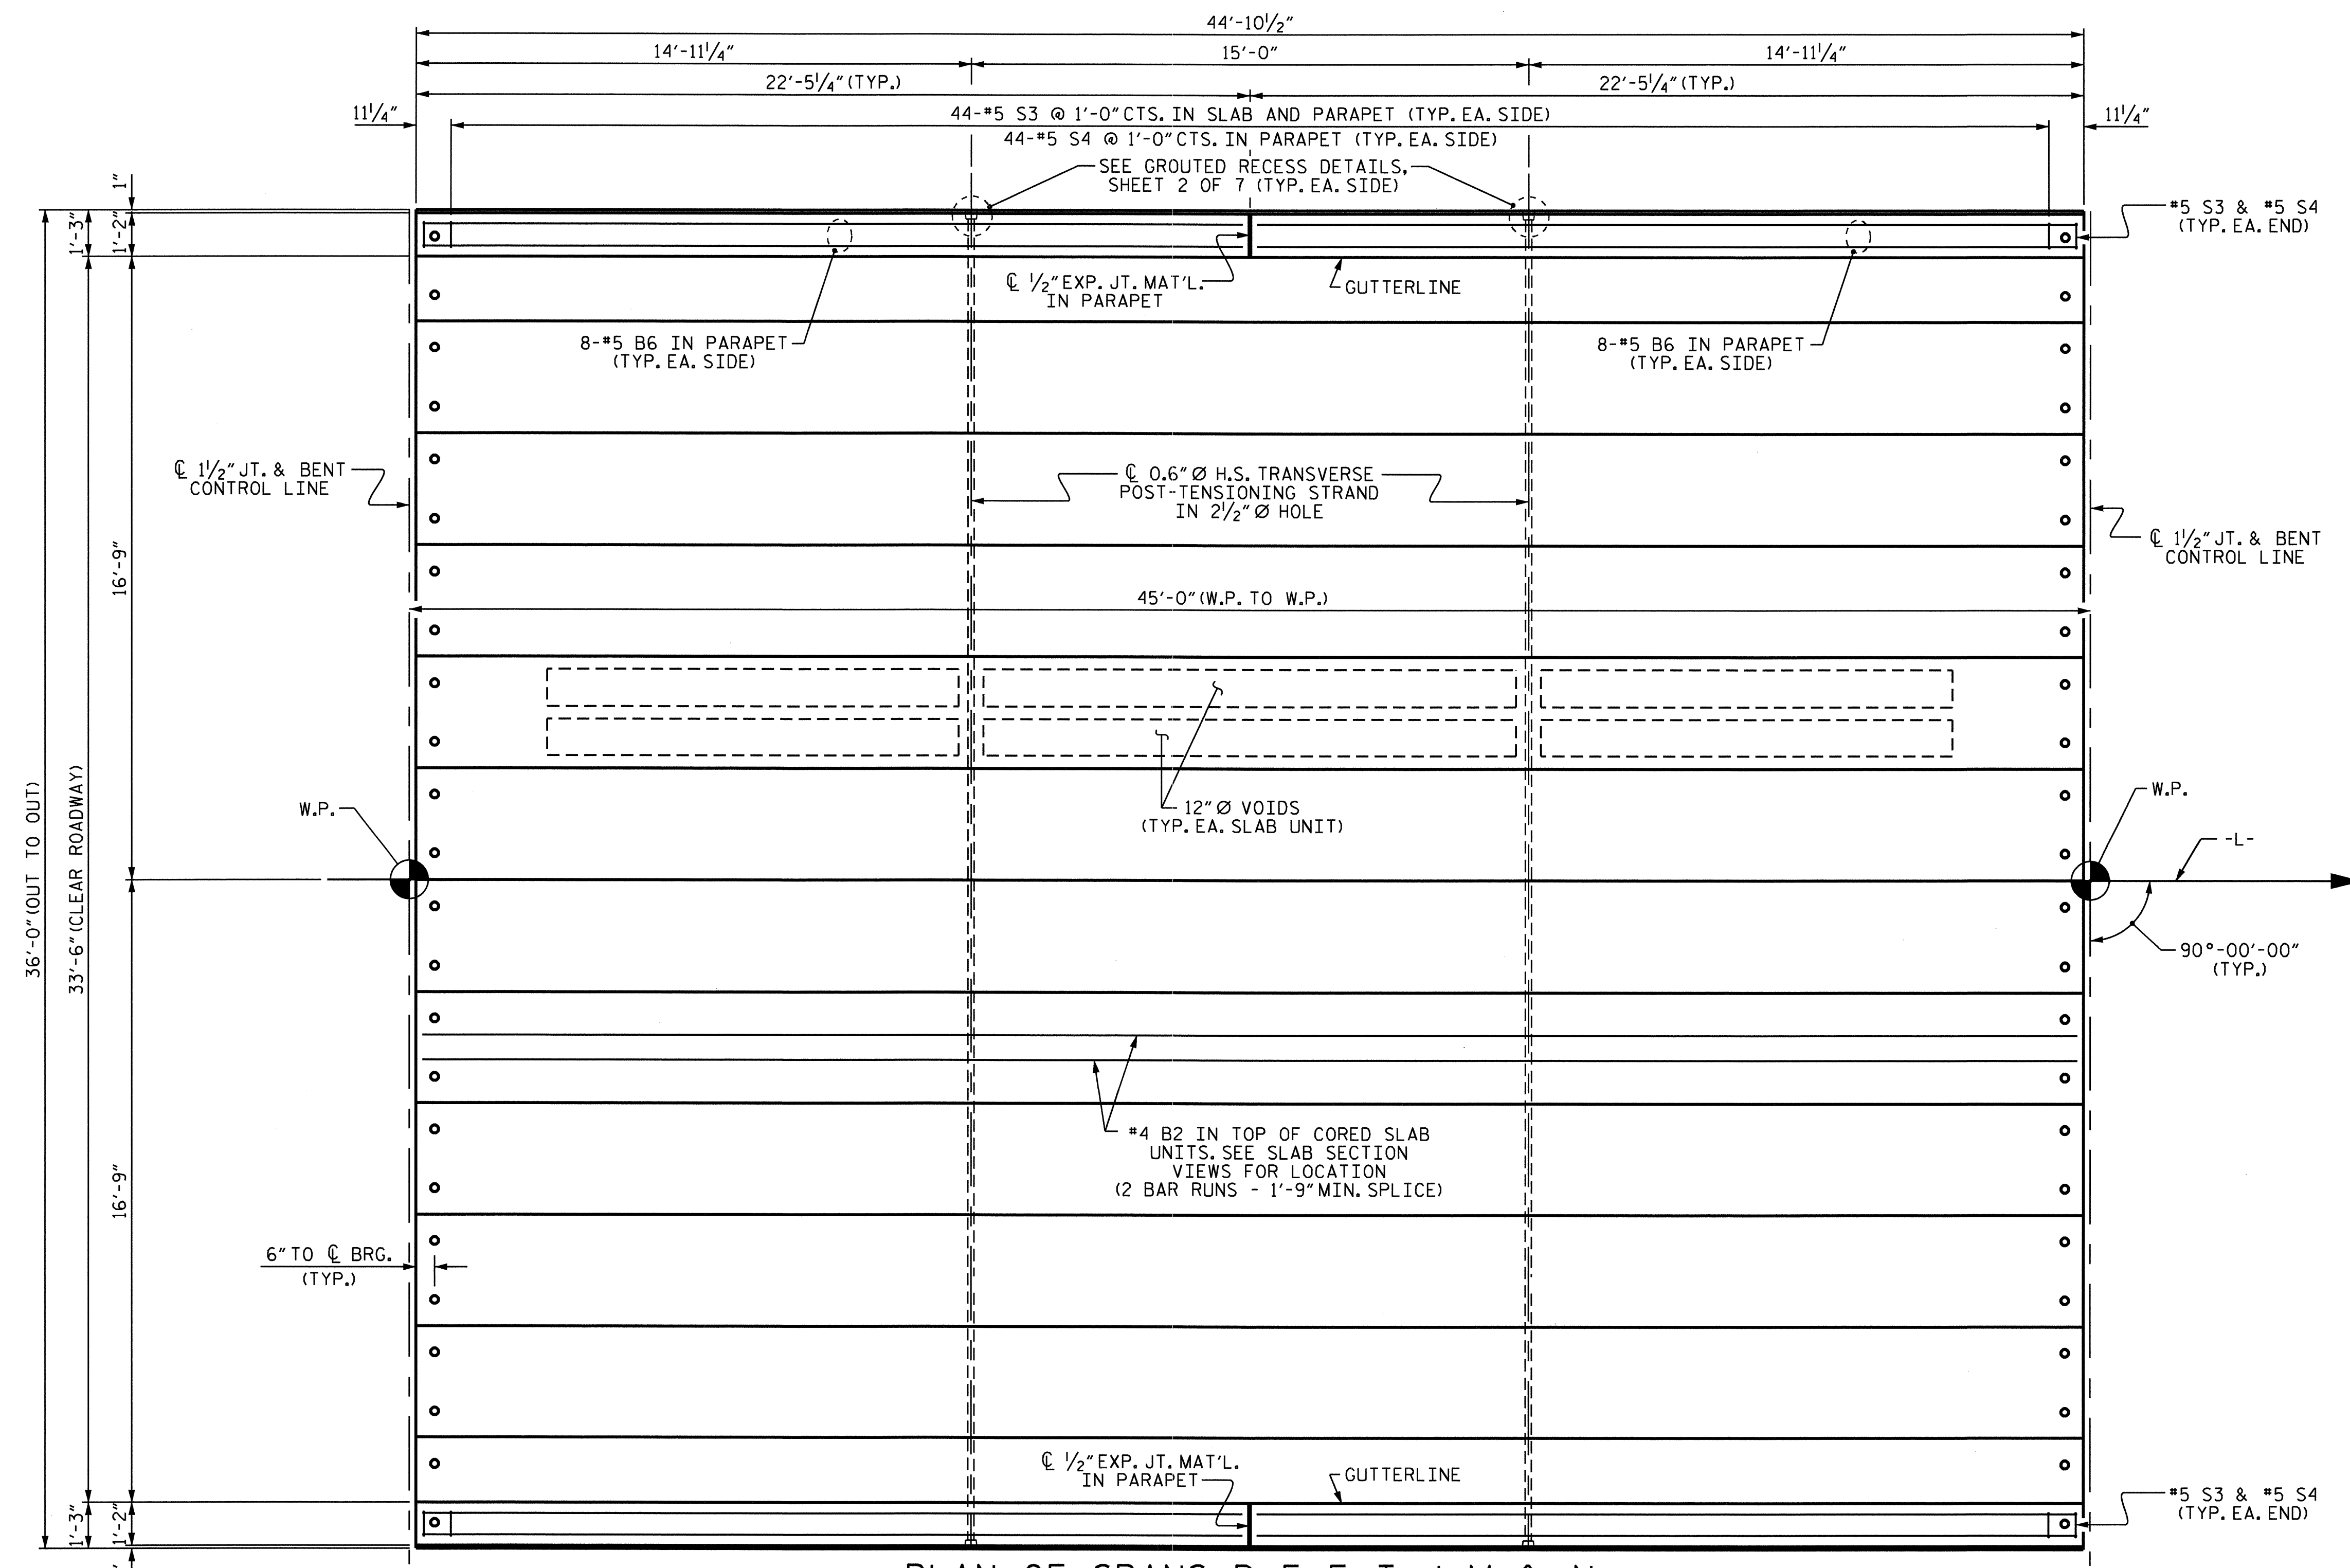 44'-10½"
14'-11¼"
15'-0"
14'-11¼"
22'-5¼" (TYP.)
22'-5¼" (TYP.)
11¼"
44-#5 S3 @ 1'-0" CTS. IN SLAB AND PARAPET (TYP. EA. SIDE)
11¼"
44-#5 S4 @ 1'-0" CTS. IN PARAPET (TYP. EA. SIDE)
SEE GROUTED RECESS DETAILS,
SHEET 2 OF 7 (TYP. EA. SIDE)
1"
1'-3"
1'-2"
#5 S3 & #5 S4
(TYP. EA. END)
℄ ½" EXP. JT. MAT'L.
IN PARAPET
GUTTERLINE
8-#5 B6 IN PARAPET
(TYP. EA. SIDE)
8-#5 B6 IN PARAPET
(TYP. EA. SIDE)
℄ 1½" JT. & BENT
CONTROL LINE
℄ 0.6" Ø H.S. TRANSVERSE
POST-TENSIONING STRAND
IN 2½" Ø HOLE
℄ 1½" JT. & BENT
CONTROL LINE
16'-9"
45'-0" (W.P. TO W.P.)
36'-0" (OUT TO OUT)
33'-6" (CLEAR ROADWAY)
W.P.
12" Ø VOIDS
(TYP. EA. SLAB UNIT)
W.P.
-L-
90°-00'-00"
(TYP.)
#4 B2 IN TOP OF CORED SLAB
UNITS. SEE SLAB SECTION
VIEWS FOR LOCATION
(2 BAR RUNS - 1'-9" MIN. SPLICE)
16'-9"
6" TO ℄ BRG.
(TYP.)
℄ ½" EXP. JT. MAT'L.
IN PARAPET
GUTTERLINE
1'-3"
1'-2"
#5 S3 & #5 S4
(TYP. EA. END)